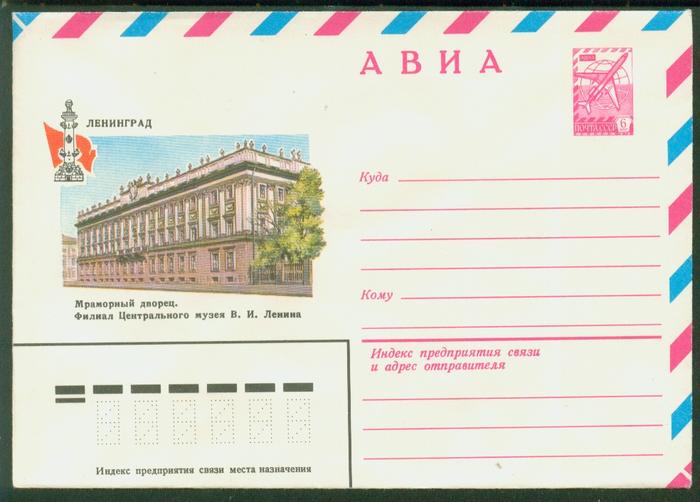 АВИА
ПОЧТА СССР 6
ЛЕНИНГРАД
Мраморный дворец.
Филиал Центрального музея В. И. Ленина
Куда
Кому
Индекс предприятия связи
и адрес отправителя
Индекс предприятия связи места назначения